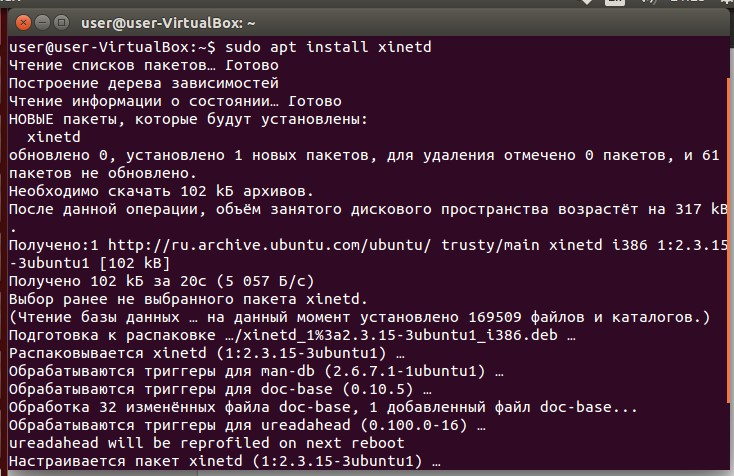 user@user-VirtualBox: ~
user@user-VirtualBox:~$ sudo apt install xinetd
Чтение списков пакетов… Готово
Построение дерева зависимостей
Чтение информации о состоянии… Готово
НОВЫЕ пакеты, которые будут установлены:
  xinetd
обновлено 0, установлено 1 новых пакетов, для удаления отмечено 0 пакетов, и 61
пакетов не обновлено.
Необходимо скачать 102 kБ архивов.
После данной операции, объём занятого дискового пространства возрастёт на 317 kB
.
Получено:1 http://ru.archive.ubuntu.com/ubuntu/ trusty/main xinetd i386 1:2.3.15
-3ubuntu1 [102 kB]
Получено 102 kБ за 20с (5 057 Б/c)
Выбор ранее не выбранного пакета xinetd.
(Чтение базы данных … на данный момент установлено 169509 файлов и каталогов.)
Подготовка к распаковке …/xinetd_1%3a2.3.15-3ubuntu1_i386.deb …
Распаковывается xinetd (1:2.3.15-3ubuntu1) …
Обрабатываются триггеры для man-db (2.6.7.1-1ubuntu1) …
Обрабатываются триггеры для doc-base (0.10.5) …
Обработка 32 изменённых файла doc-base, 1 добавленный файл doc-base...
Обрабатываются триггеры для ureadahead (0.100.0-16) …
ureadahead will be reprofiled on next reboot
Настраивается пакет xinetd (1:2.3.15-3ubuntu1) …